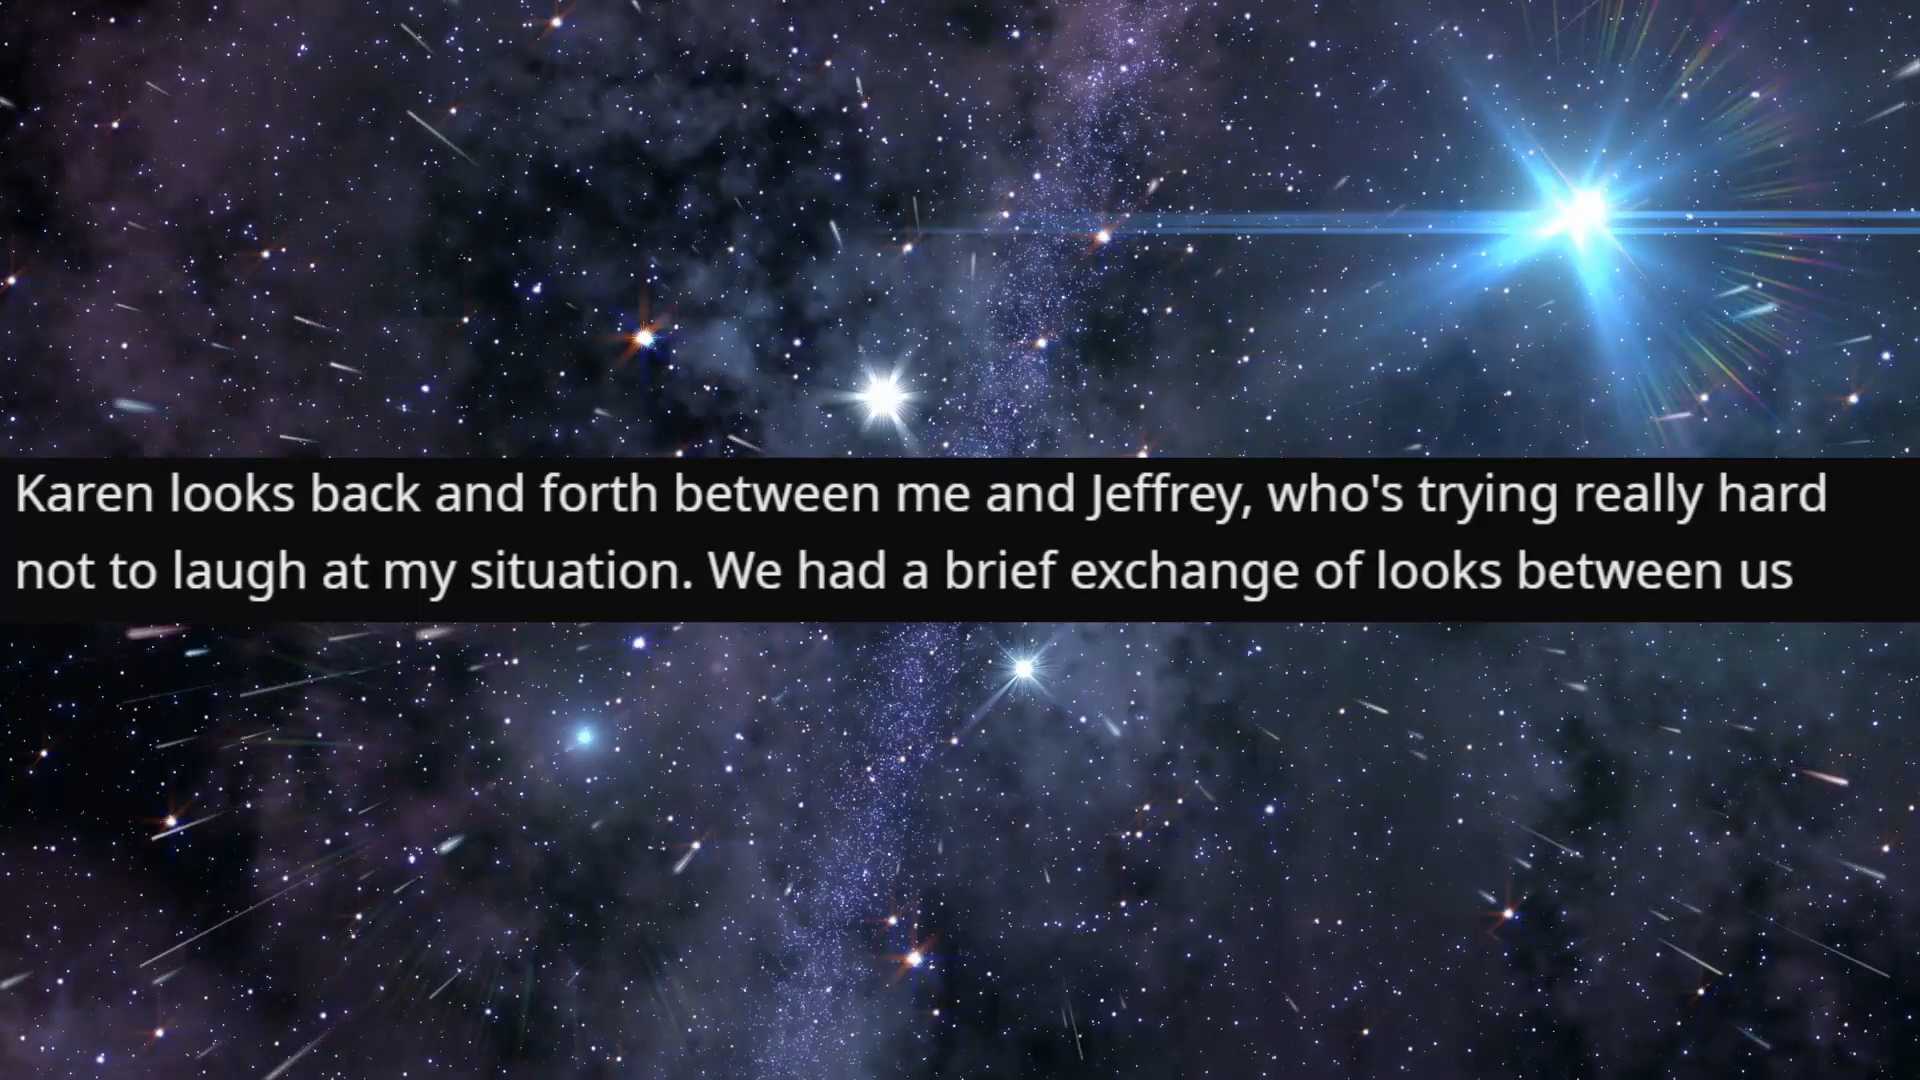 Karen looks back and forth between me and Jeffrey, who's trying really hard
not to laugh at my situation. We had a brief exchange of looks between us